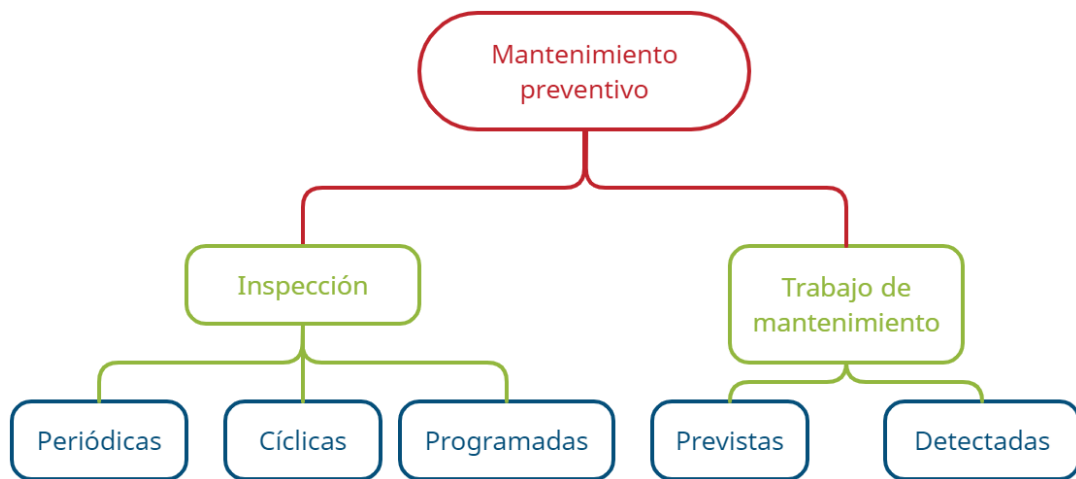 Mantenimiento
preventivo
Inspección
Trabajo de
mantenimiento
Periódicas
Cíclicas
Programadas
Previstas
Detectadas